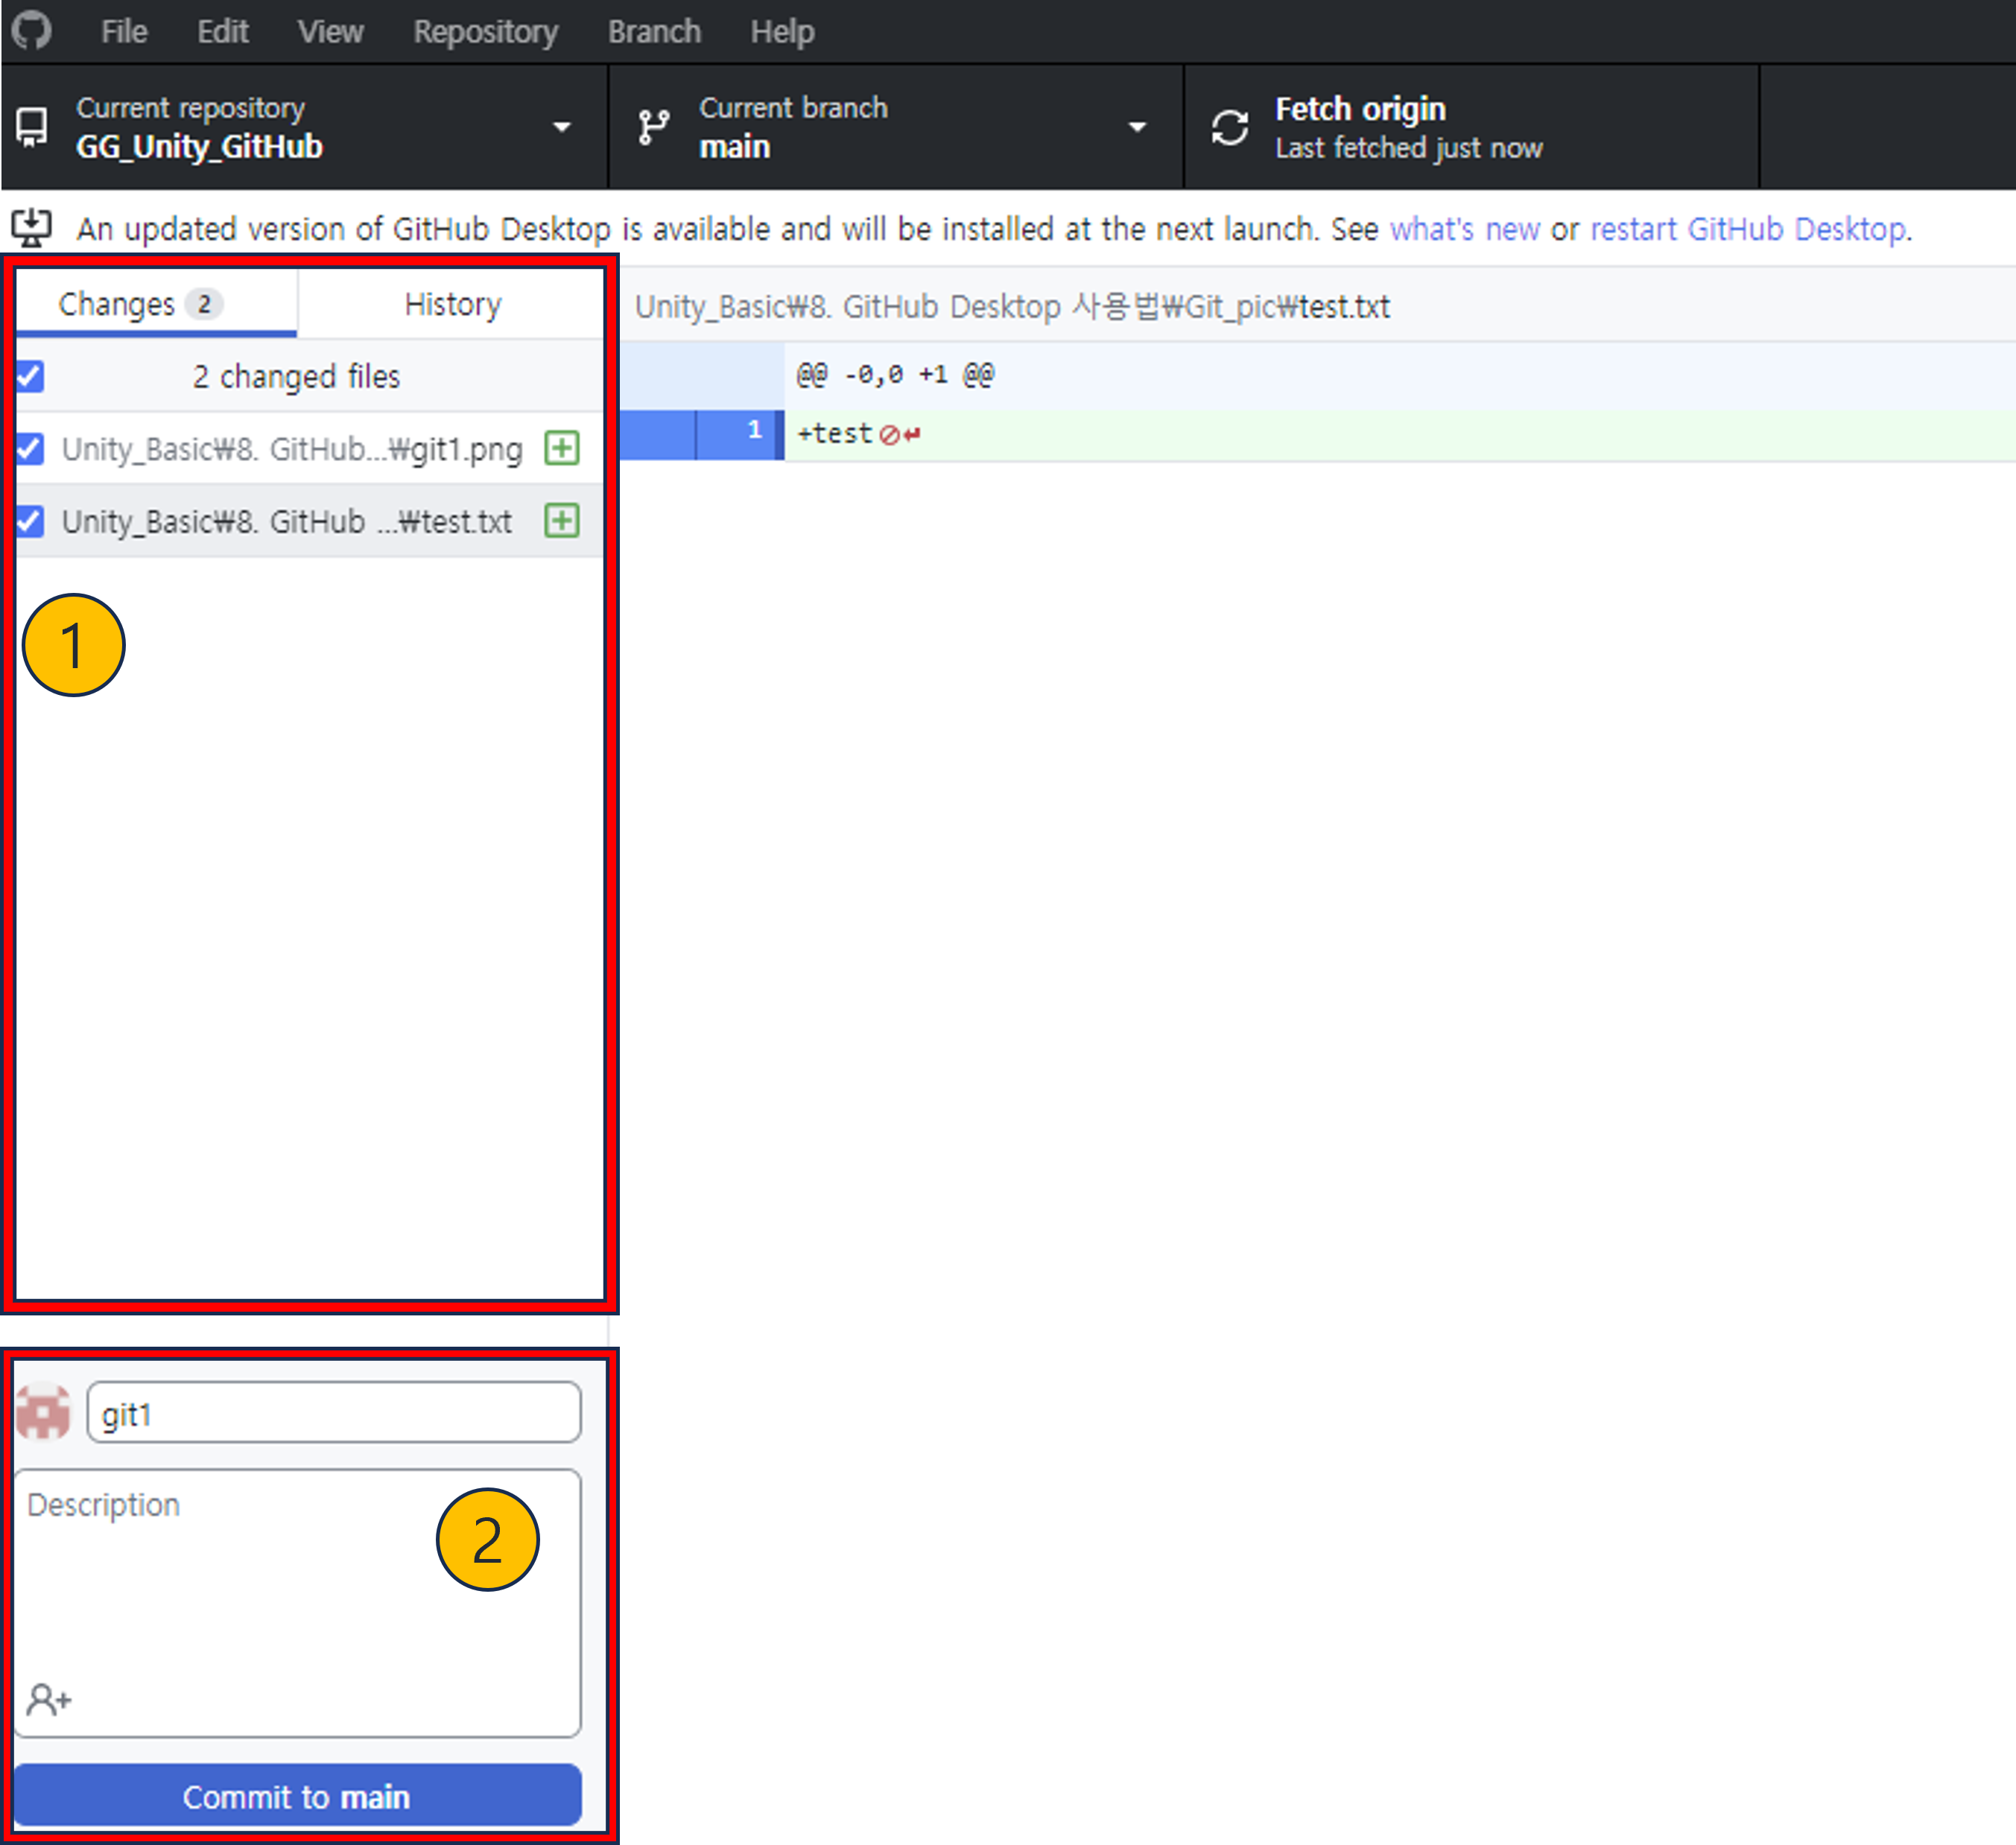 File Edit View Repository Branch Help
Current repository
GG_Unity_GitHub
Current branch
main
Fetch origin
Last fetched just now
An updated version of GitHub Desktop is available and will be installed at the next launch. See what's new or restart GitHub Desktop.
Changes 2
History
2 changed files
Unity_Basic₩8. GitHub...₩git1.png
Unity_Basic₩8. GitHub ...₩test.txt
1
Unity_Basic₩8. GitHub Desktop 사용법₩Git_pic₩test.txt
@@ -0,0 +1 @@
1 +test
git1
Description
2
Commit to main